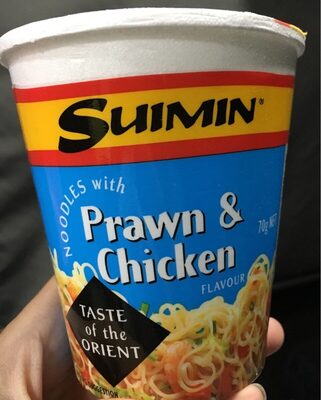 SUIMIN®
NOODLES with
Prawn &
Chicken
FLAVOUR
70g NET
TASTE
of the
ORIENT